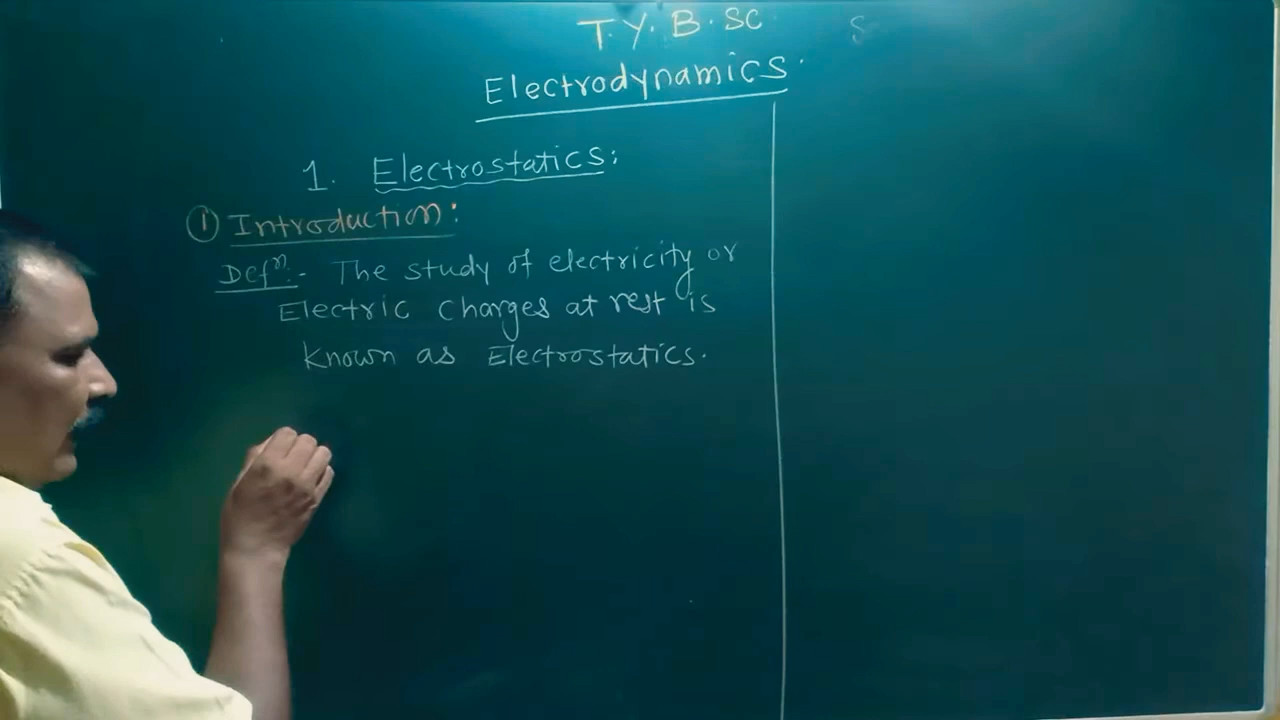 T. Y. B. SC
S
Electrodynamics.
1. Electrostatics:
① Introduction:
Defⁿ:- The study of electricity or
Electric charges at rest is
known as Electrostatics.